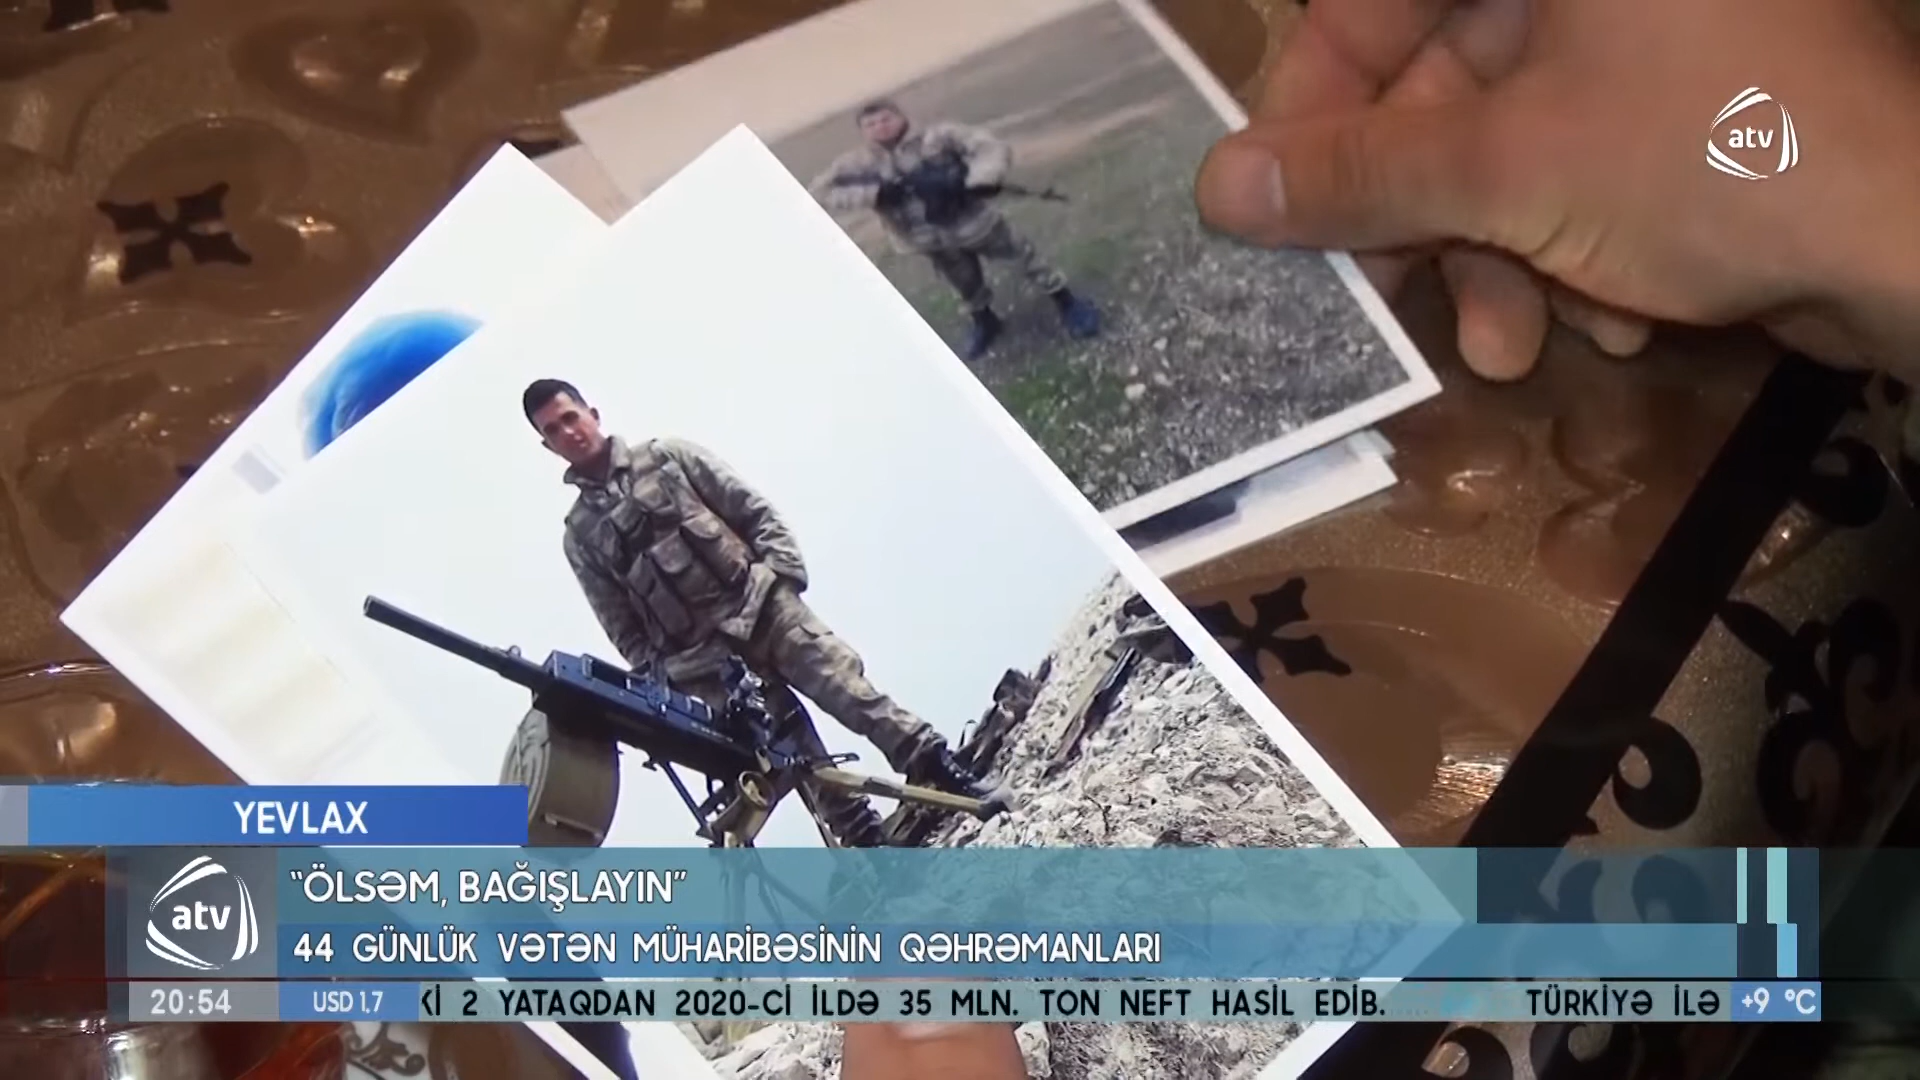 atv
YEVLAX
atv
“ÖLSƏM, BAĞIŞLAYIN”
44 GÜNLÜK VƏTƏN MÜHARİBƏSİNİN QƏHRƏMANLARI
20:54 USD 1,7 Kİ 2 YATAQDAN 2020-Cİ İLDƏ 35 MLN. TON NEFT HASİL EDİB. TÜRKİYƏ İLƏ +9 °C